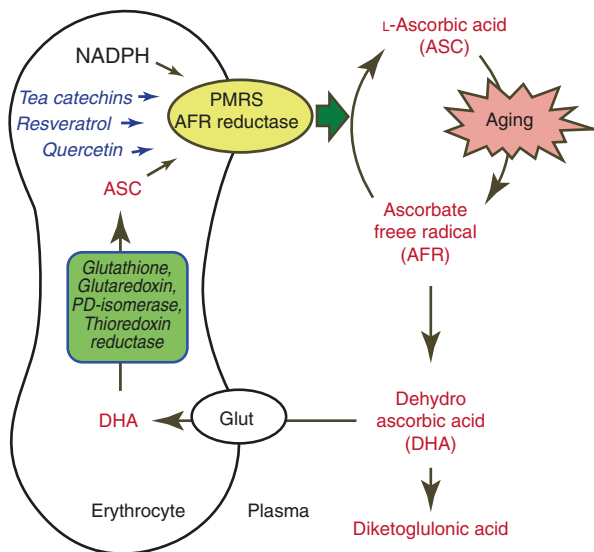 NADPH
Tea catechins
Resveratrol
Quercetin
ASC
PMRS
AFR reductase
Glutathione,
Glutaredoxin,
PD-isomerase,
Thioredoxin
reductase
DHA
Glut
Erythrocyte
Plasma
L-Ascorbic acid
(ASC)
Aging
Ascorbate
freee radical
(AFR)
Dehydro
ascorbic acid
(DHA)
Diketoglulonic acid